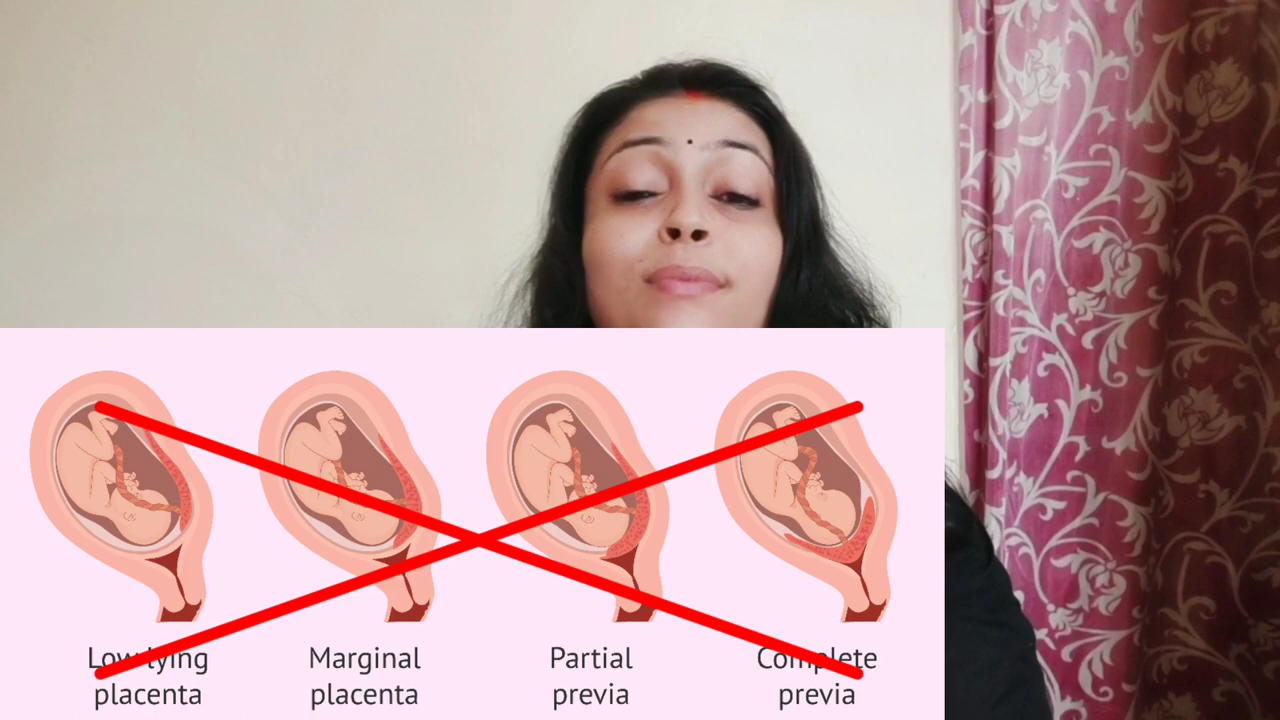 Low lying
placenta
Marginal
placenta
Partial
previa
Complete
previa